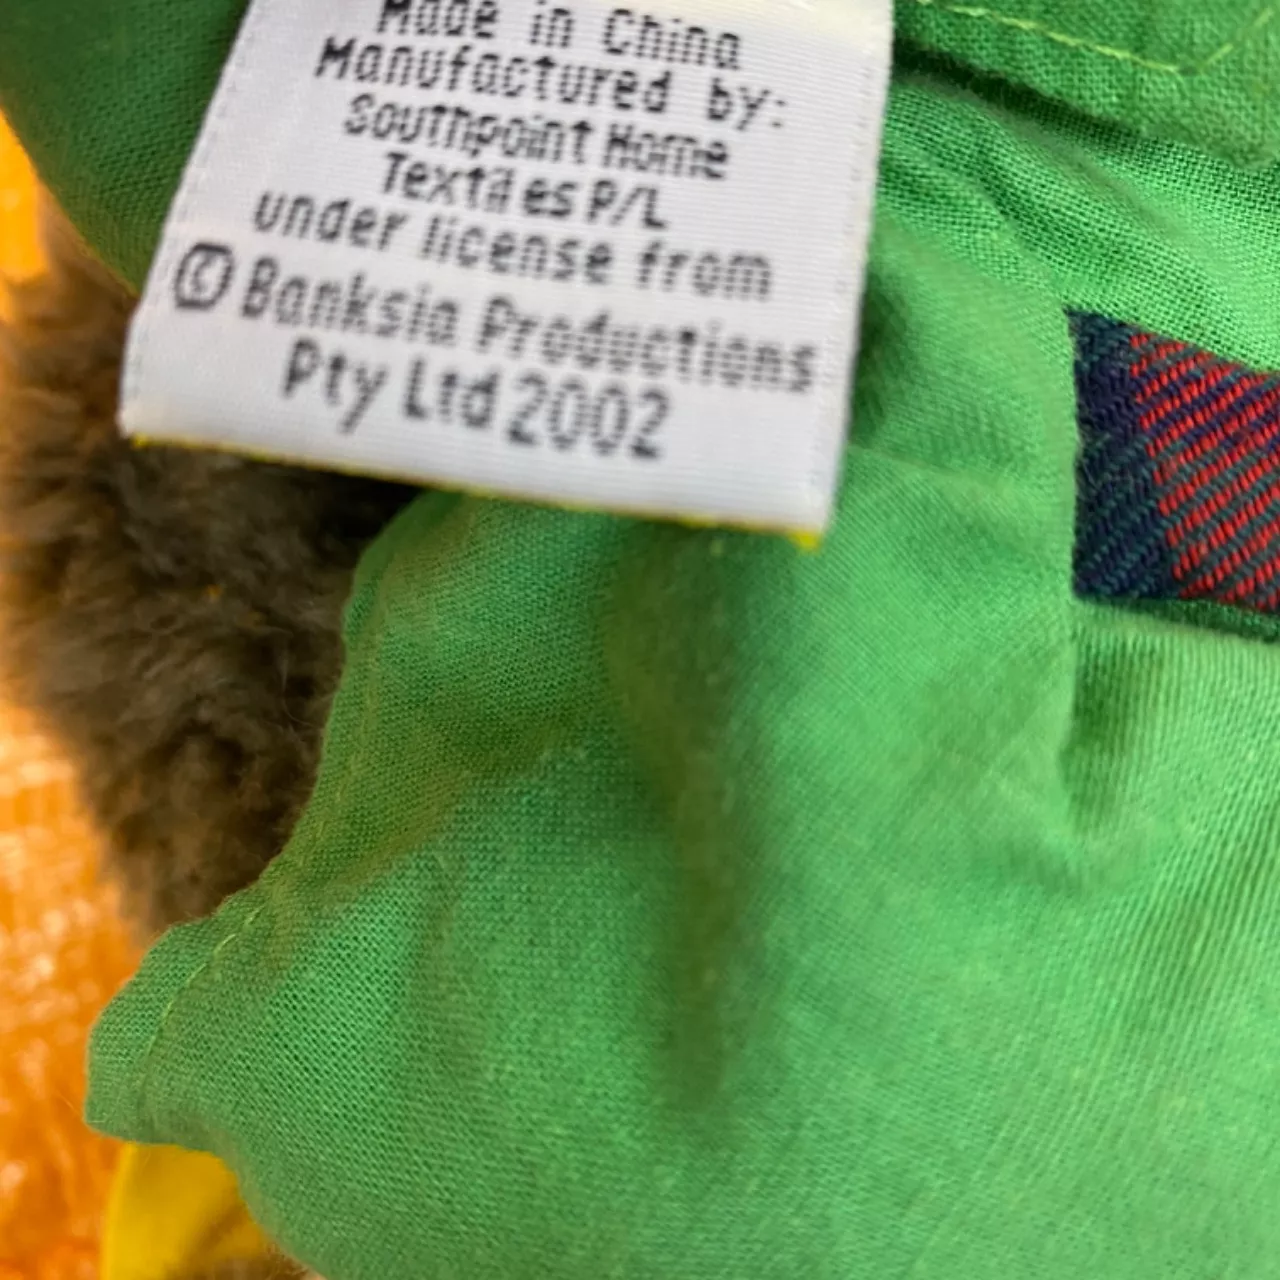 Made in China
Manufactured by:
Southpoint Home
Textiles P/L
under license from
© Banksia Productions
Pty Ltd 2002